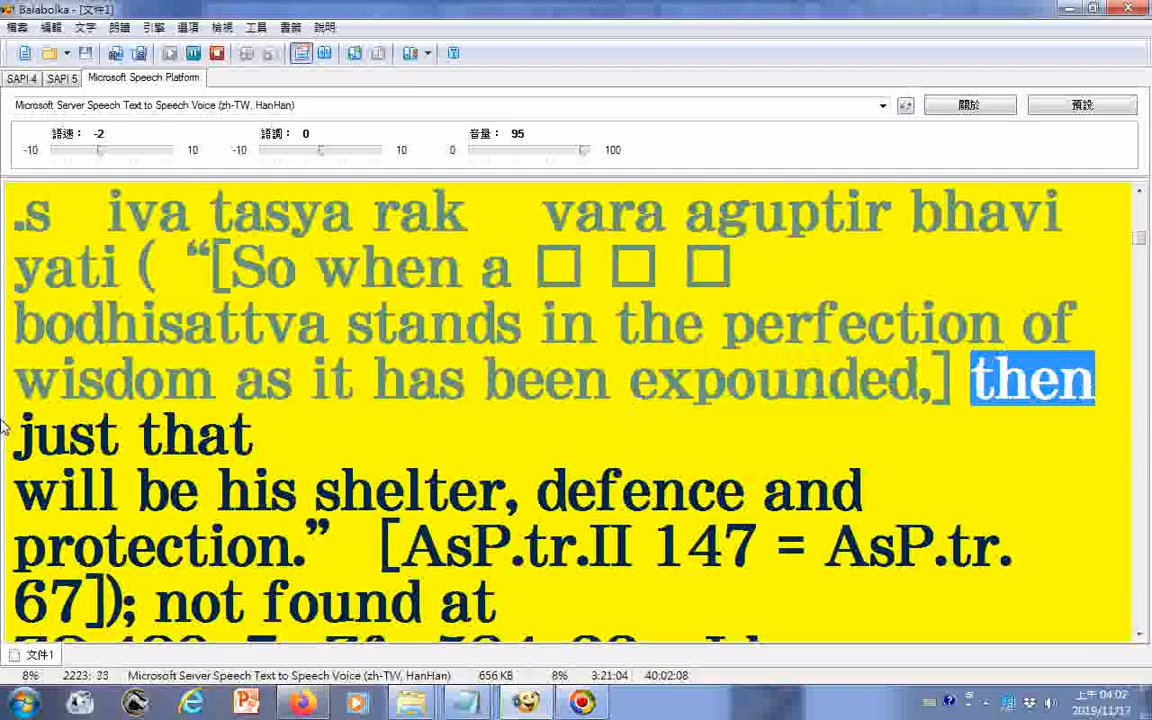 Balabolka - [文件1]
檔案 編輯 文字 朗讀 引擎 選項 檢視 工具 書籤 說明
SAPI 4 SAPI 5 Microsoft Speech Platform
Microsoft Server Speech Text to Speech Voice (zh-TW, HanHan) 關於 預設
語速： -2 語調： 0 音量： 95
-10 10 -10 10 0 100
.s iva tasya rak vara aguptir bhavi
yati ( “[So when a □ □ □
bodhisattva stands in the perfection of
wisdom as it has been expounded,] then
just that
will be his shelter, defence and
protection.” [AsP.tr.II 147 = AsP.tr.
67]); not found at
文件1
8% 2223; 33 Microsoft Server Speech Text to Speech Voice (zh-TW, HanHan) 656 KB 8% 3:21:04 40:02:08
上午 04:02
2019/11/17